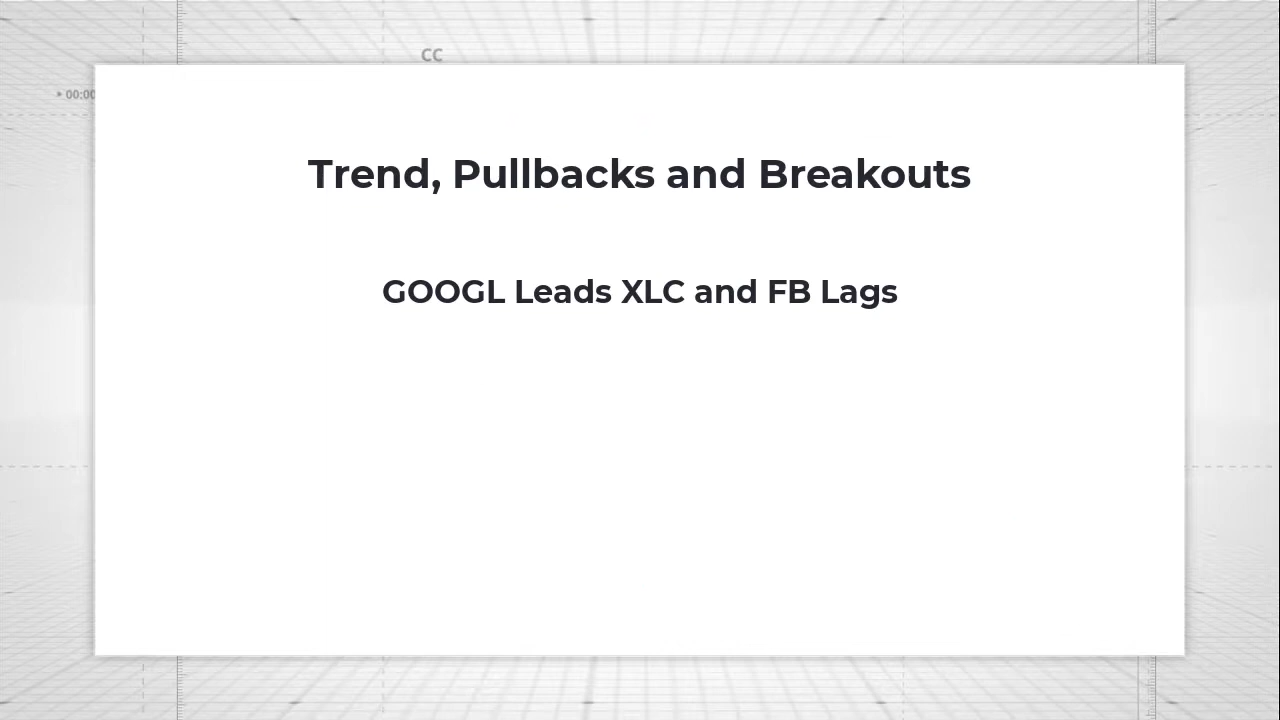 CC
00:00
Trend, Pullbacks and Breakouts
GOOGL Leads XLC and FB Lags